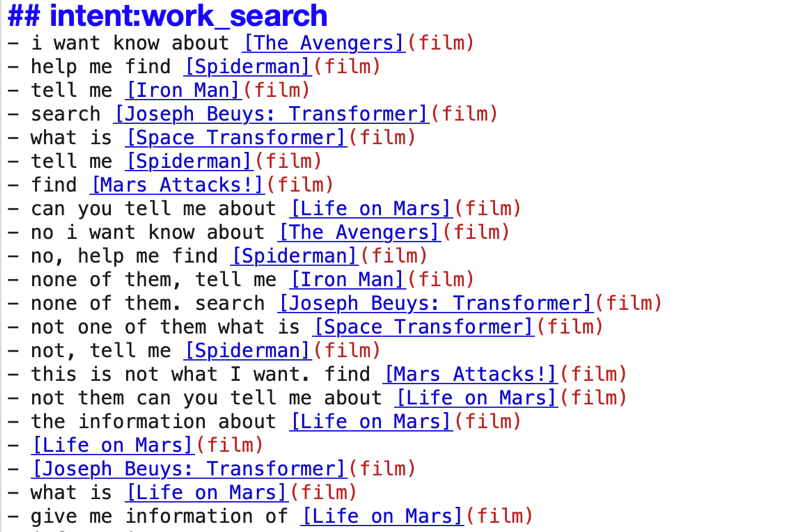 ## intent:work_search
- i want know about [The Avengers](film)
- help me find [Spiderman](film)
- tell me [Iron Man](film)
- search [Joseph Beuys: Transformer](film)
- what is [Space Transformer](film)
- tell me [Spiderman](film)
- find [Mars Attacks!](film)
- can you tell me about [Life on Mars](film)
- no i want know about [The Avengers](film)
- no, help me find [Spiderman](film)
- none of them, tell me [Iron Man](film)
- none of them. search [Joseph Beuys: Transformer](film)
- not one of them what is [Space Transformer](film)
- not, tell me [Spiderman](film)
- this is not what I want. find [Mars Attacks!](film)
- not them can you tell me about [Life on Mars](film)
- the information about [Life on Mars](film)
- [Life on Mars](film)
- [Joseph Beuys: Transformer](film)
- what is [Life on Mars](film)
- give me information of [Life on Mars](film)